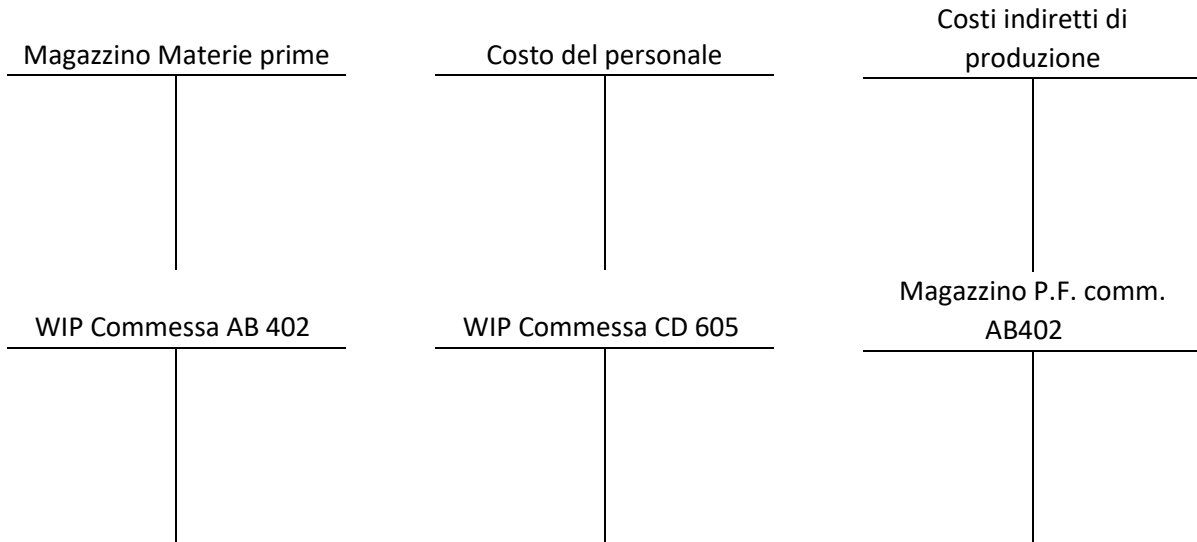 Magazzino Materie prime
Costo del personale
Costi indiretti di
produzione
WIP Commessa AB 402
WIP Commessa CD 605
Magazzino P.F. comm.
AB402